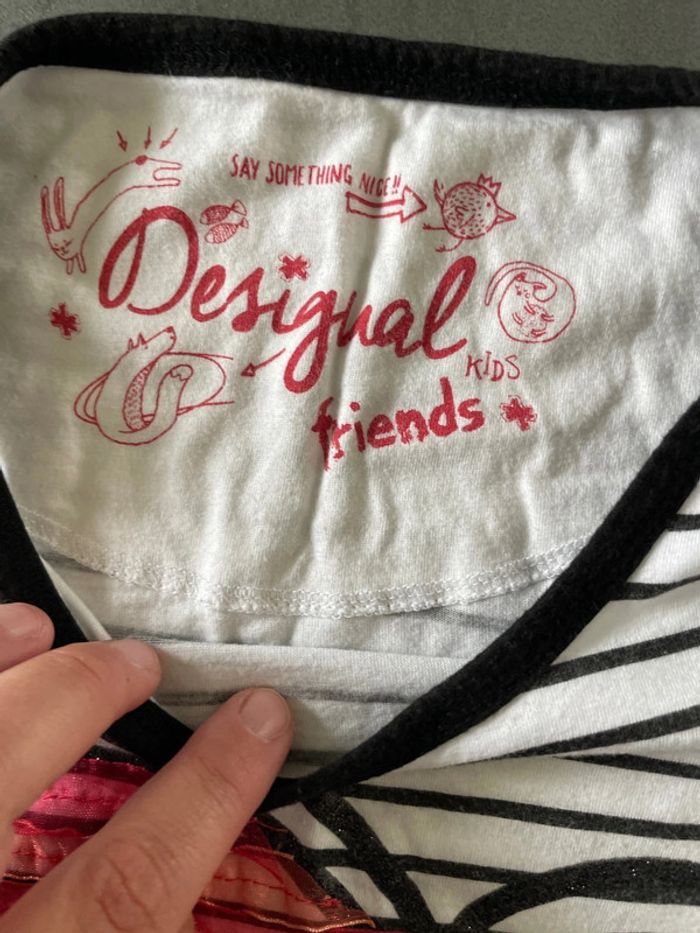 SAY SOMETHING NICE!!
Desigual
KIDS
friends